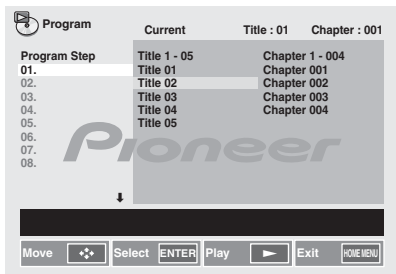 Program
Current Title : 01 Chapter : 001
Program Step Title 1 - 05 Chapter 1 - 004
01. Title 01 Chapter 001
02. Title 02 Chapter 002
03. Title 03 Chapter 003
04. Title 04 Chapter 004
05. Title 05
06.
07.
08.
Pioneer
Move Select ENTER Play Exit HOME MENU